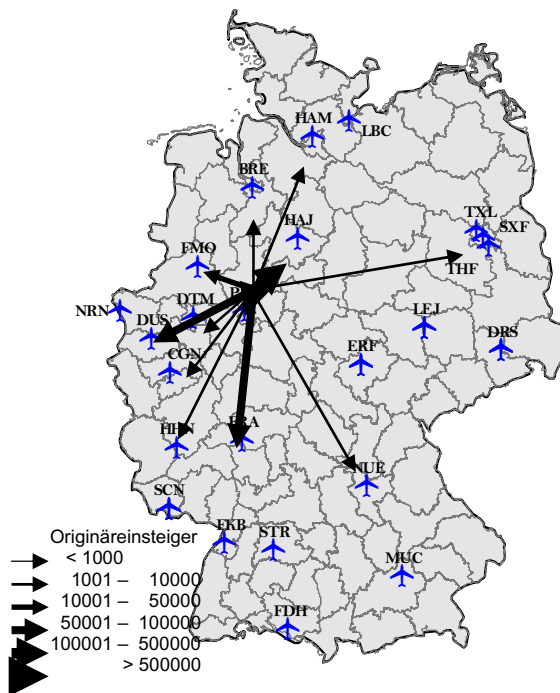 HAM
LBC
BRE
HAJ
TXL
SXF
FMO
THF
NRN
DTM
DUS
LEJ
DRS
CGN
ERF
HHN
FRA
NUE
SCN
FKB
STR
MUC
FDH
Originäreinsteiger
< 1000
1001 – 10000
10001 – 50000
50001 – 100000
100001 – 500000
> 500000